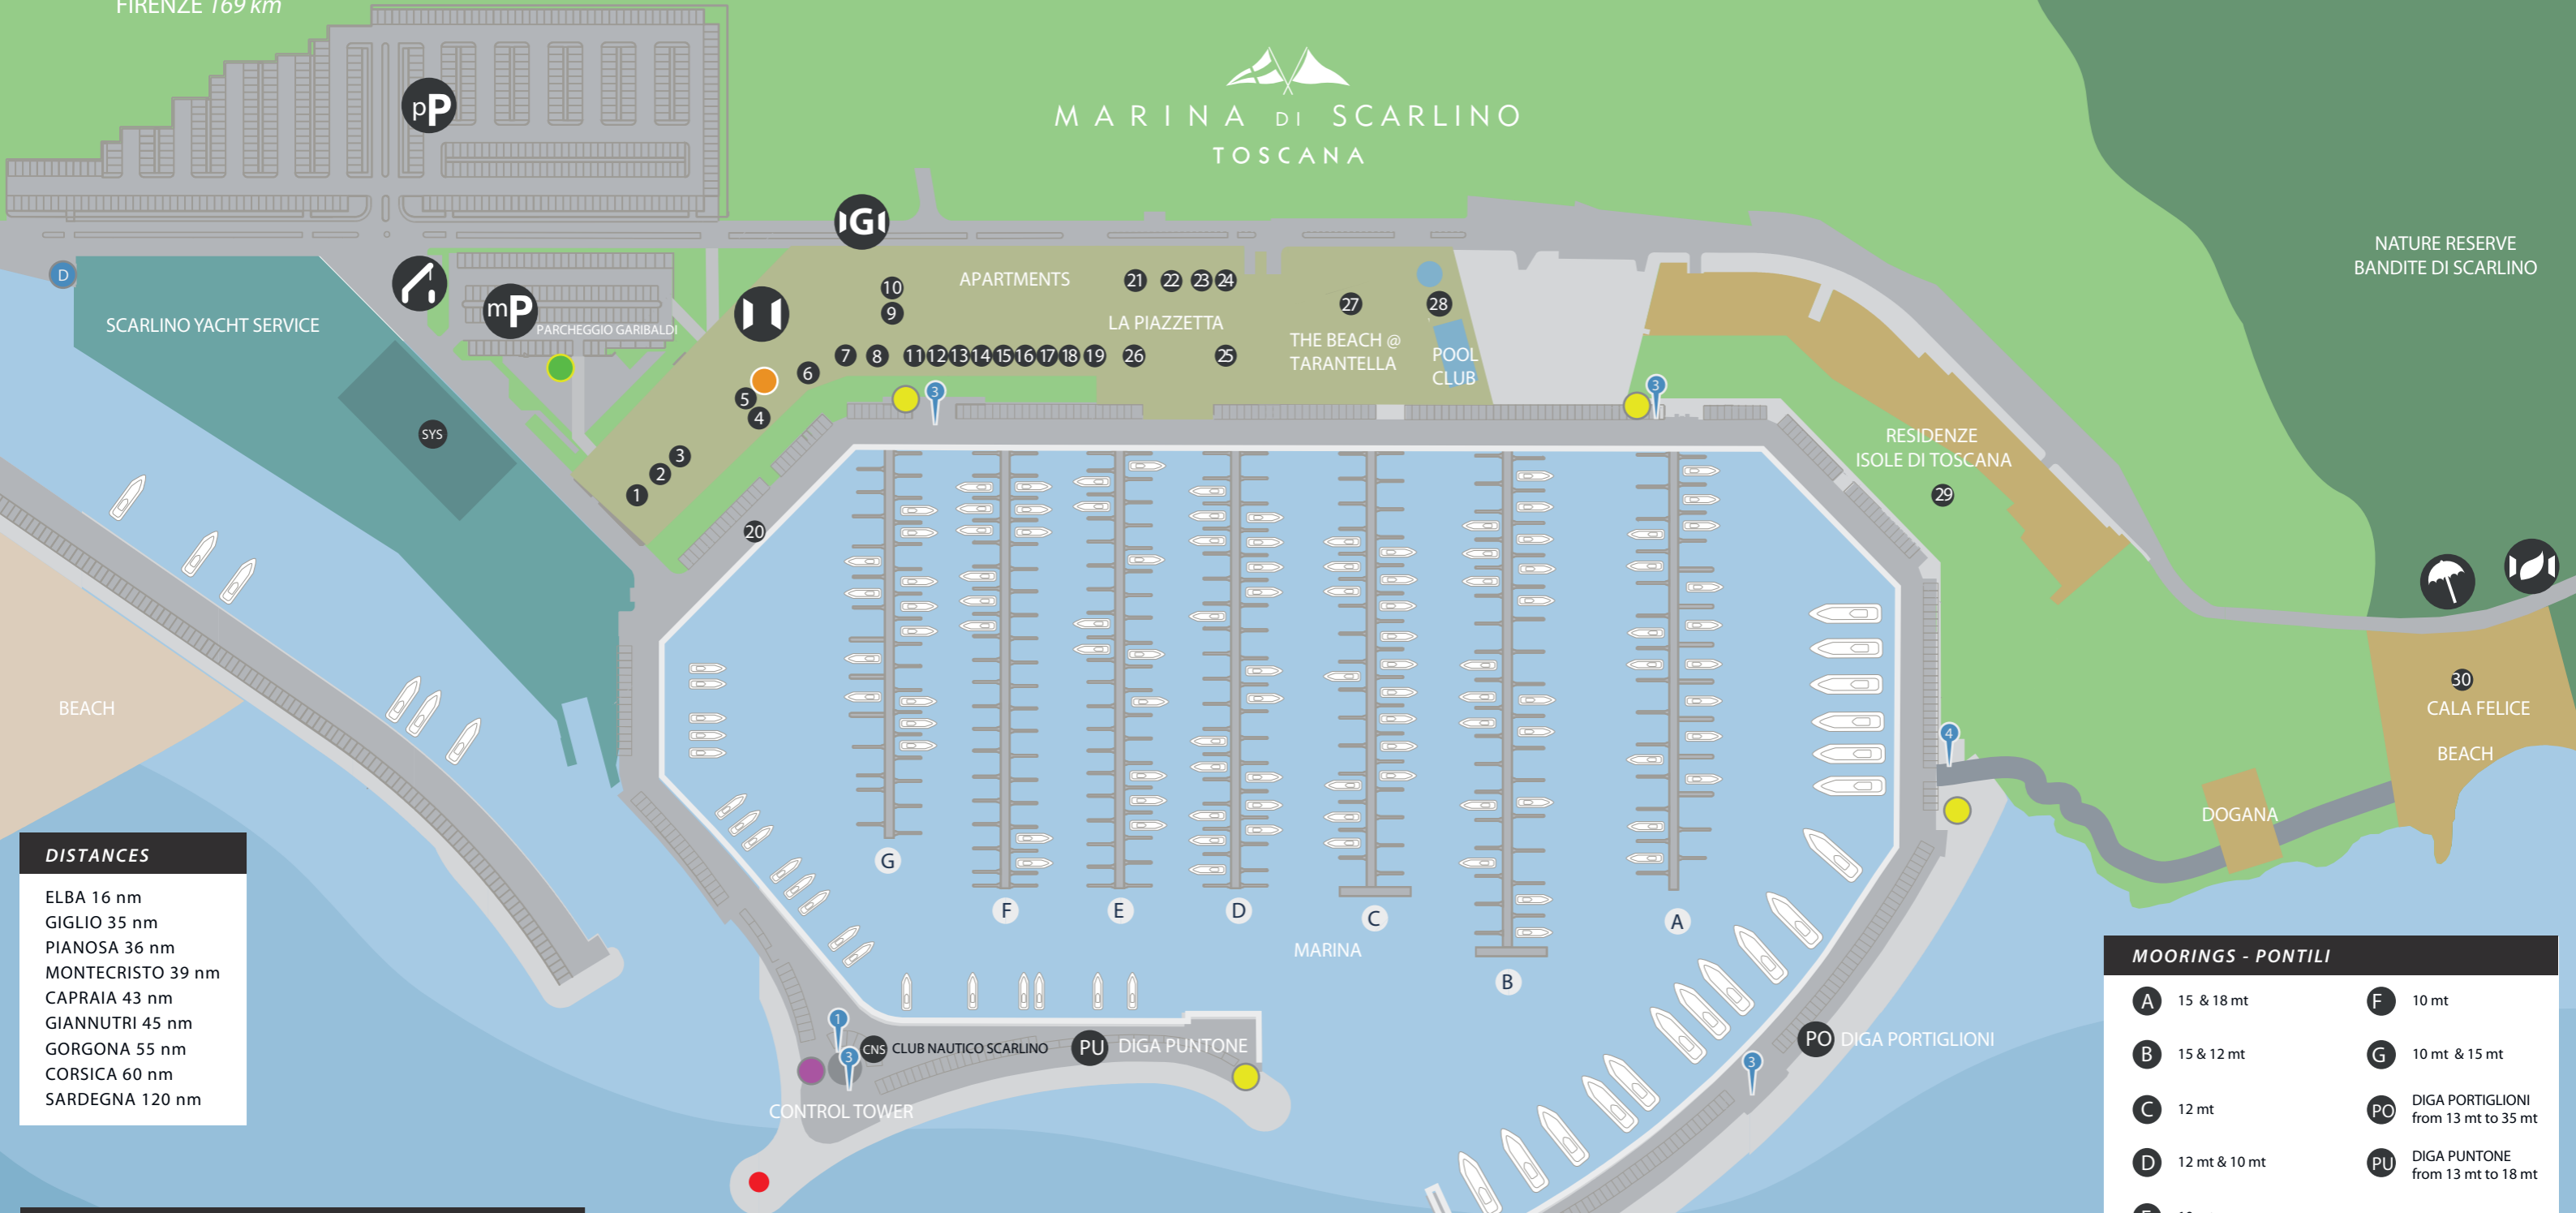 FIRENZE 169 km
pP
MARINA DI SCARLINO
TOSCANA
G
NATURE RESERVE
BANDITE DI SCARLINO
D
SCARLINO YACHT SERVICE
mP
PARCHEGGIO GARIBALDI
SYS
APARTMENTS
LA PIAZZETTA
THE BEACH @
TARANTELLA
POOL
CLUB
10
9
21
22
23
24
27
28
7
8
11
12
13
14
15
16
17
18
19
26
25
6
5
4
3
2
1
20
3
3
RESIDENZE
ISOLE DI TOSCANA
29
30
CALA FELICE
BEACH
BEACH
4
DOGANA
G
F
E
D
C
B
A
MARINA
1
3
CNS
CLUB NAUTICO SCARLINO
PU
DIGA PUNTONE
CONTROL TOWER
3
PO
DIGA PORTIGLIONI
DISTANCES
ELBA 16 nm
GIGLIO 35 nm
PIANOSA 36 nm
MONTECRISTO 39 nm
CAPRAIA 43 nm
GIANNUTRI 45 nm
GORGONA 55 nm
CORSICA 60 nm
SARDEGNA 120 nm
MOORINGS - PONTILI
A 15 & 18 mt
B 15 & 12 mt
C 12 mt
D 12 mt & 10 mt
F 10 mt
G 10 mt & 15 mt
PO DIGA PORTIGLIONI
from 13 mt to 35 mt
PU DIGA PUNTONE
from 13 mt to 18 mt